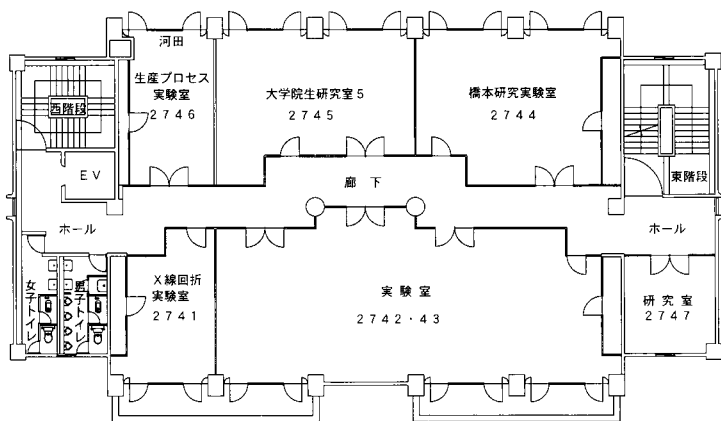 河田
生産プロセス
実験室
2746
大学院生研究室5
2745
橋本研究実験室
2744
西階段
東階段
EV
廊下
ホール
ホール
X線回折
実験室
2741
実験室
2742・43
研究室
2747
女子トイレ
男子トイレ